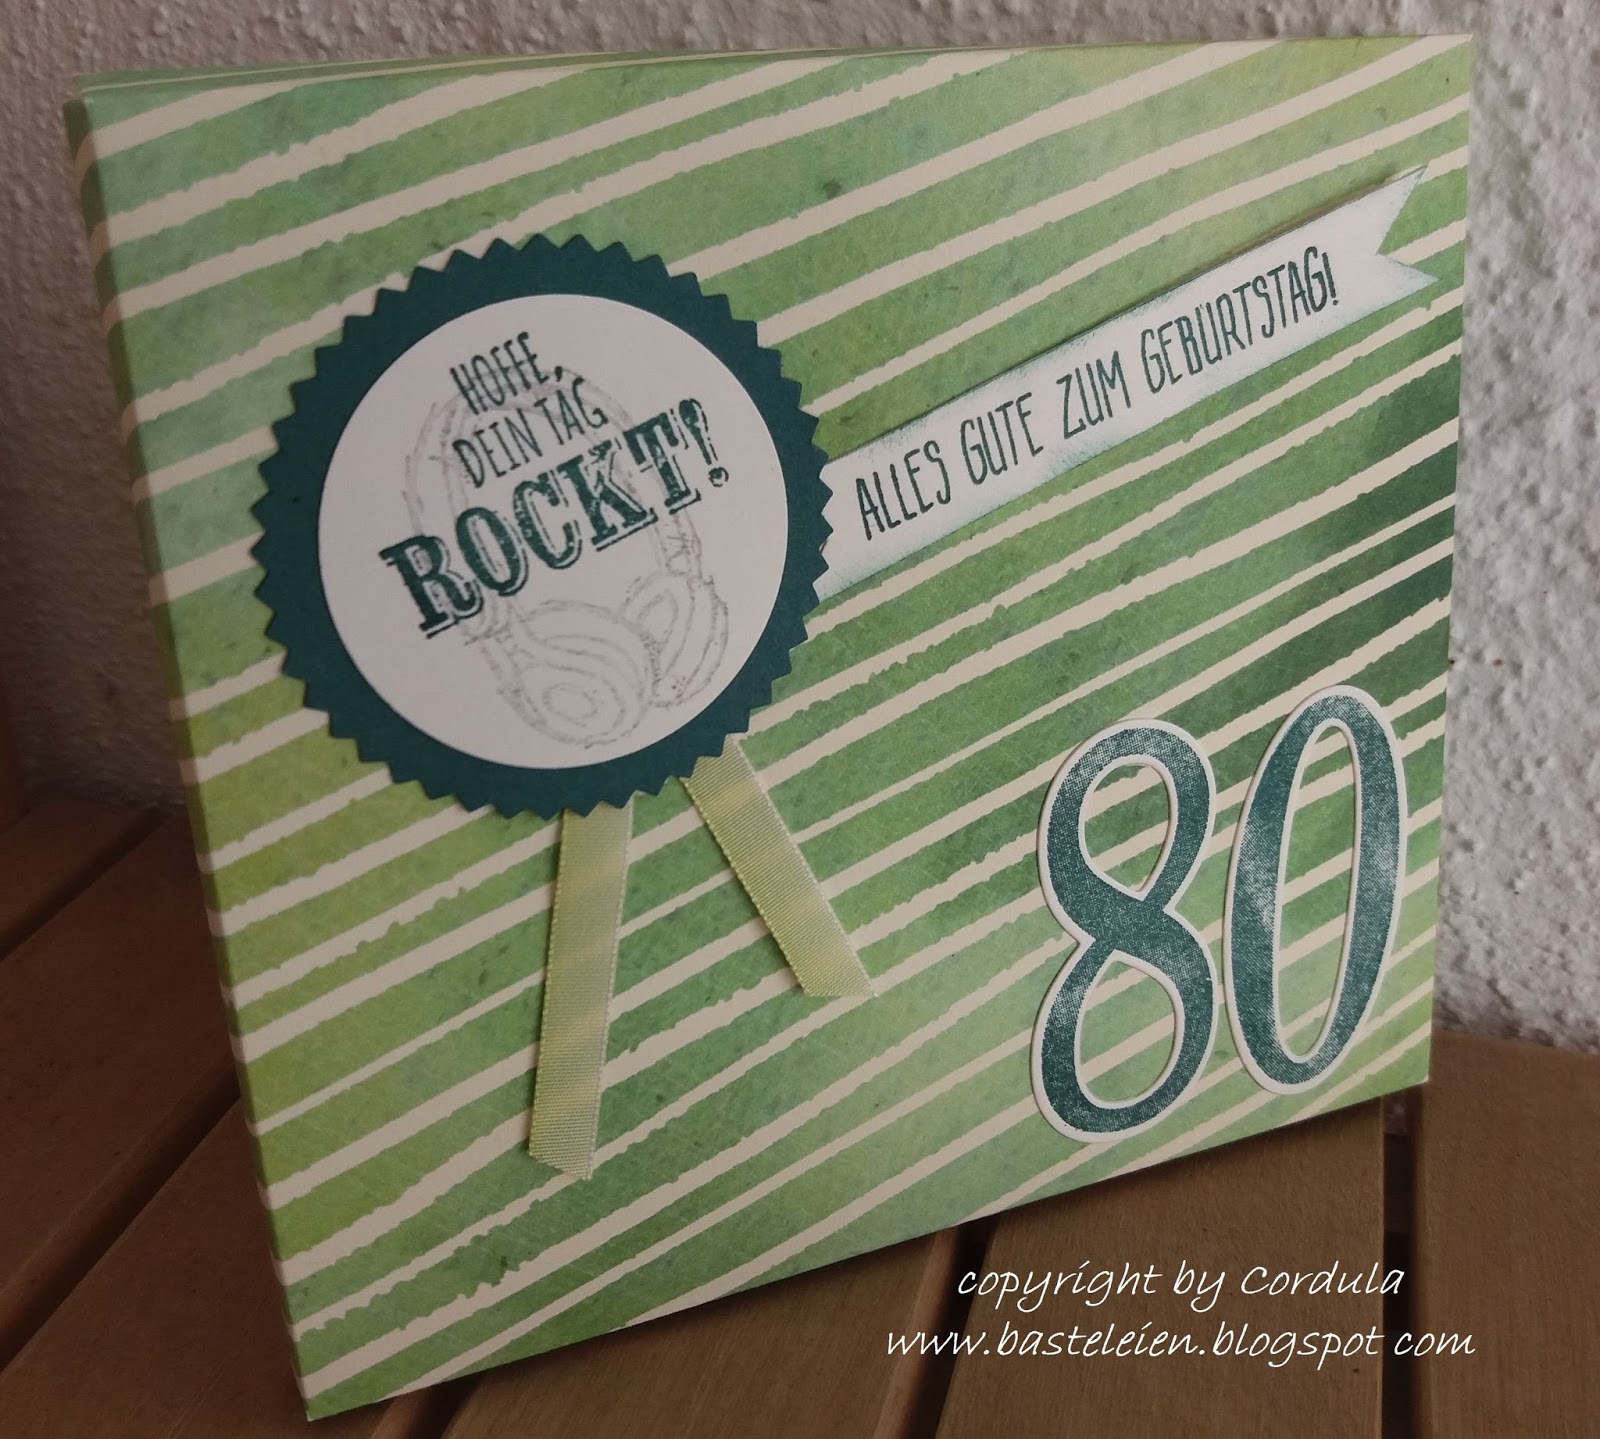 HOFFE,
DEIN TAG
ROCKT!
ALLES GUTE ZUM GEBURTSTAG!
80
copyright by Cordula
www.basteleien.blogspot.com